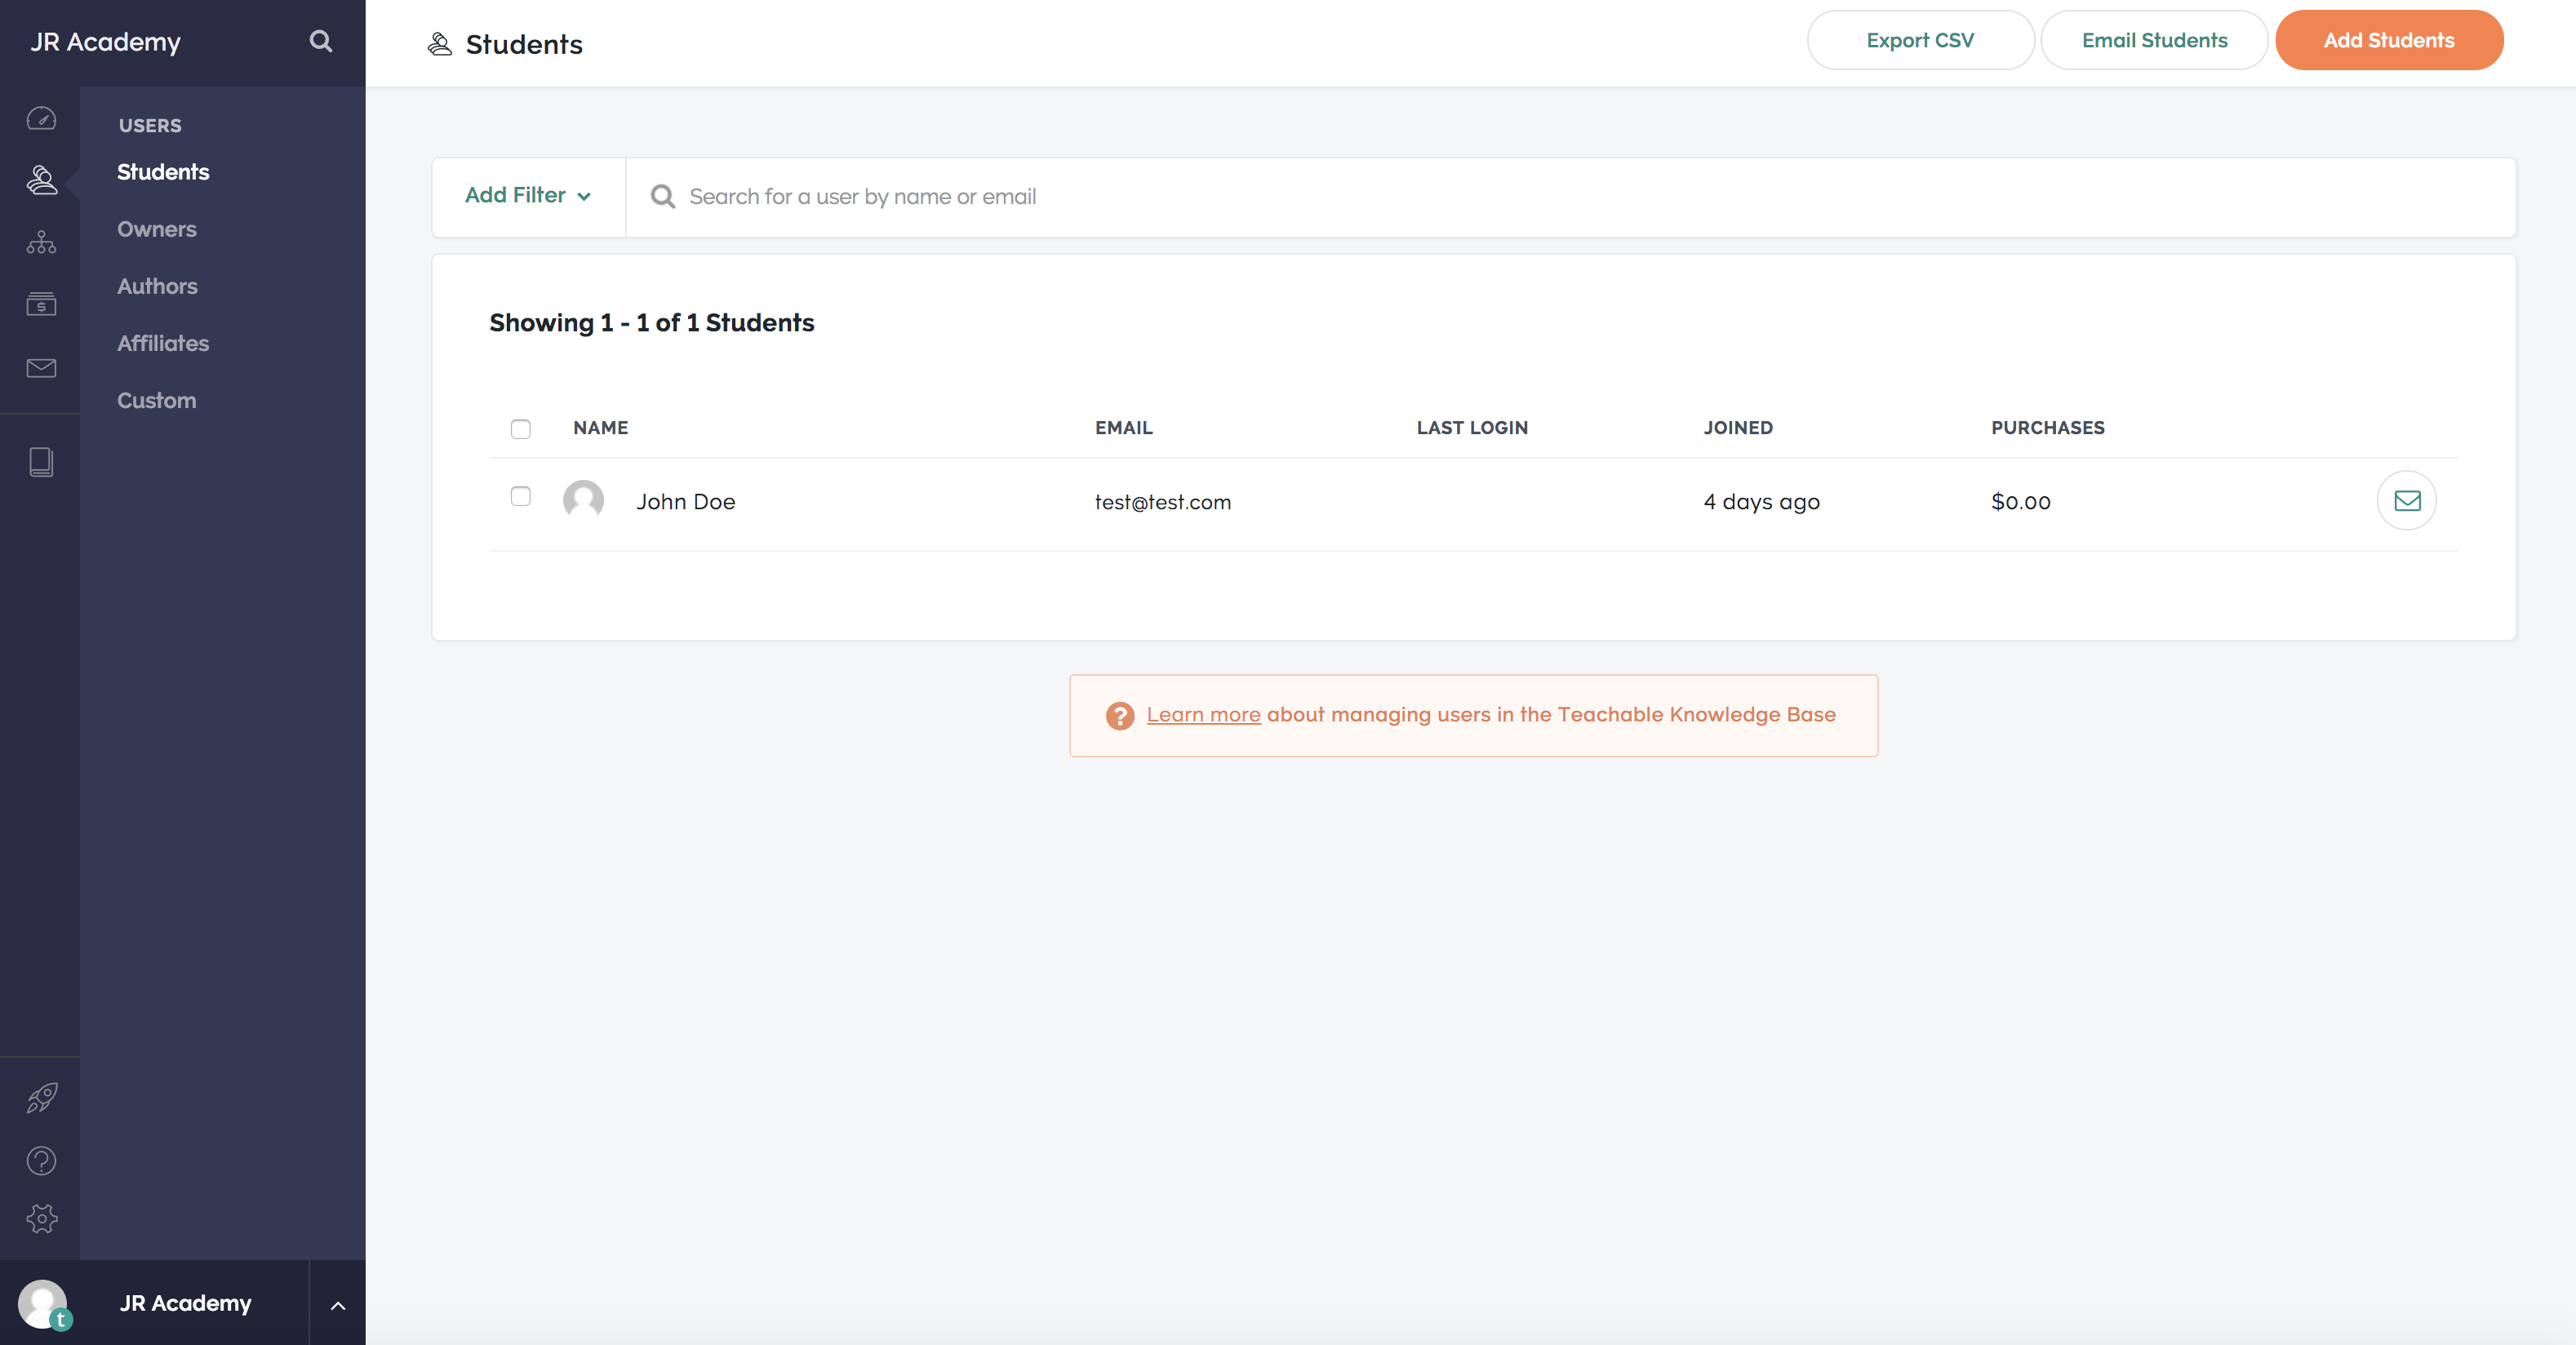 JR Academy
Students
Export CSV
Email Students
Add Students
USERS
Students
Owners
Authors
Affiliates
Custom
Add Filter
Search for a user by name or email
Showing 1 - 1 of 1 Students
NAME EMAIL LAST LOGIN JOINED PURCHASES
John Doe test@test.com 4 days ago $0.00
? Learn more about managing users in the Teachable Knowledge Base
t
JR Academy